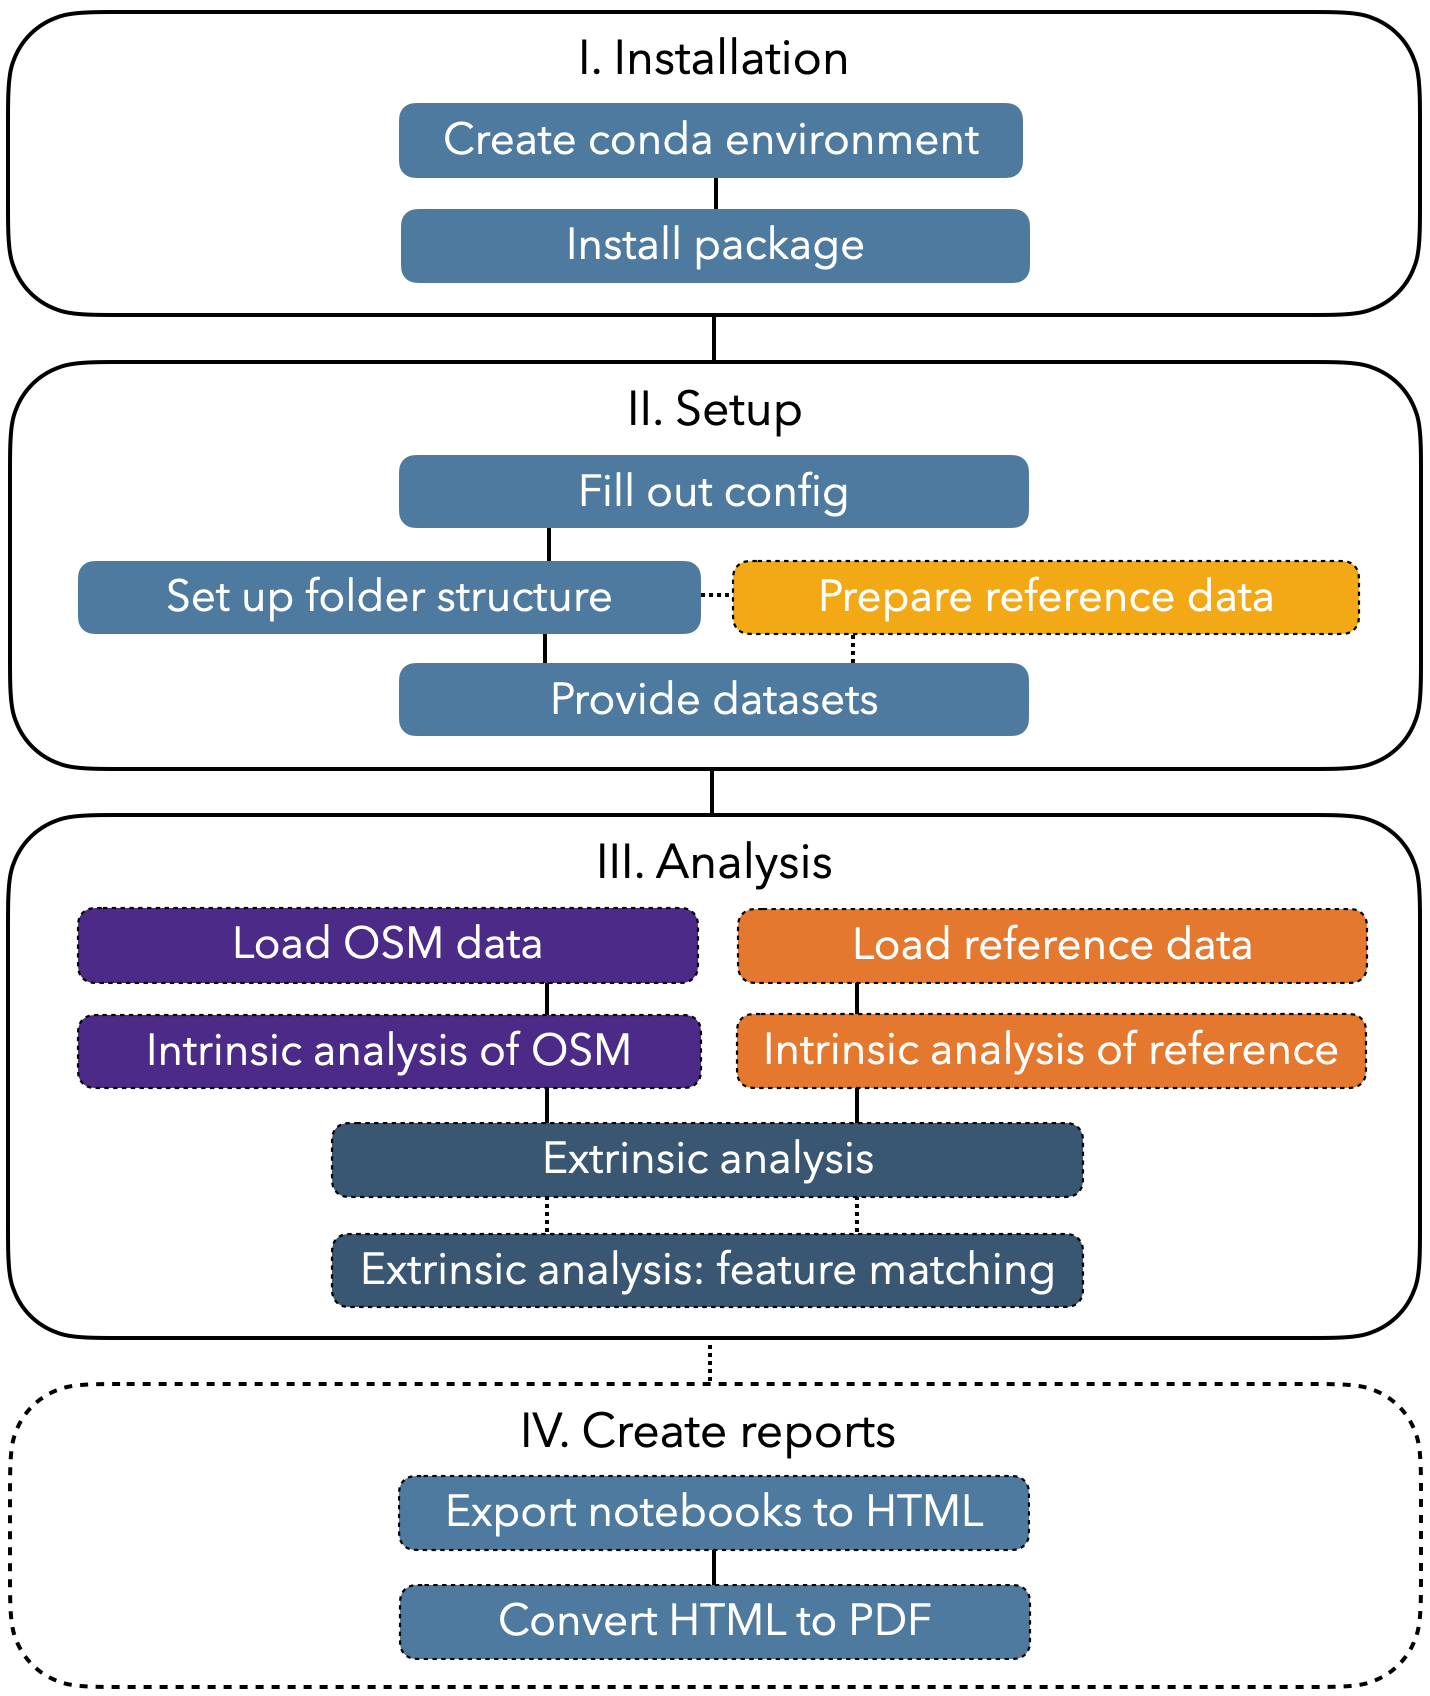 I. Installation
Create conda environment
Install package
II. Setup
Fill out config
Set up folder structure
Prepare reference data
Provide datasets
III. Analysis
Load OSM data
Load reference data
Intrinsic analysis of OSM
Intrinsic analysis of reference
Extrinsic analysis
Extrinsic analysis: feature matching
IV. Create reports
Export notebooks to HTML
Convert HTML to PDF